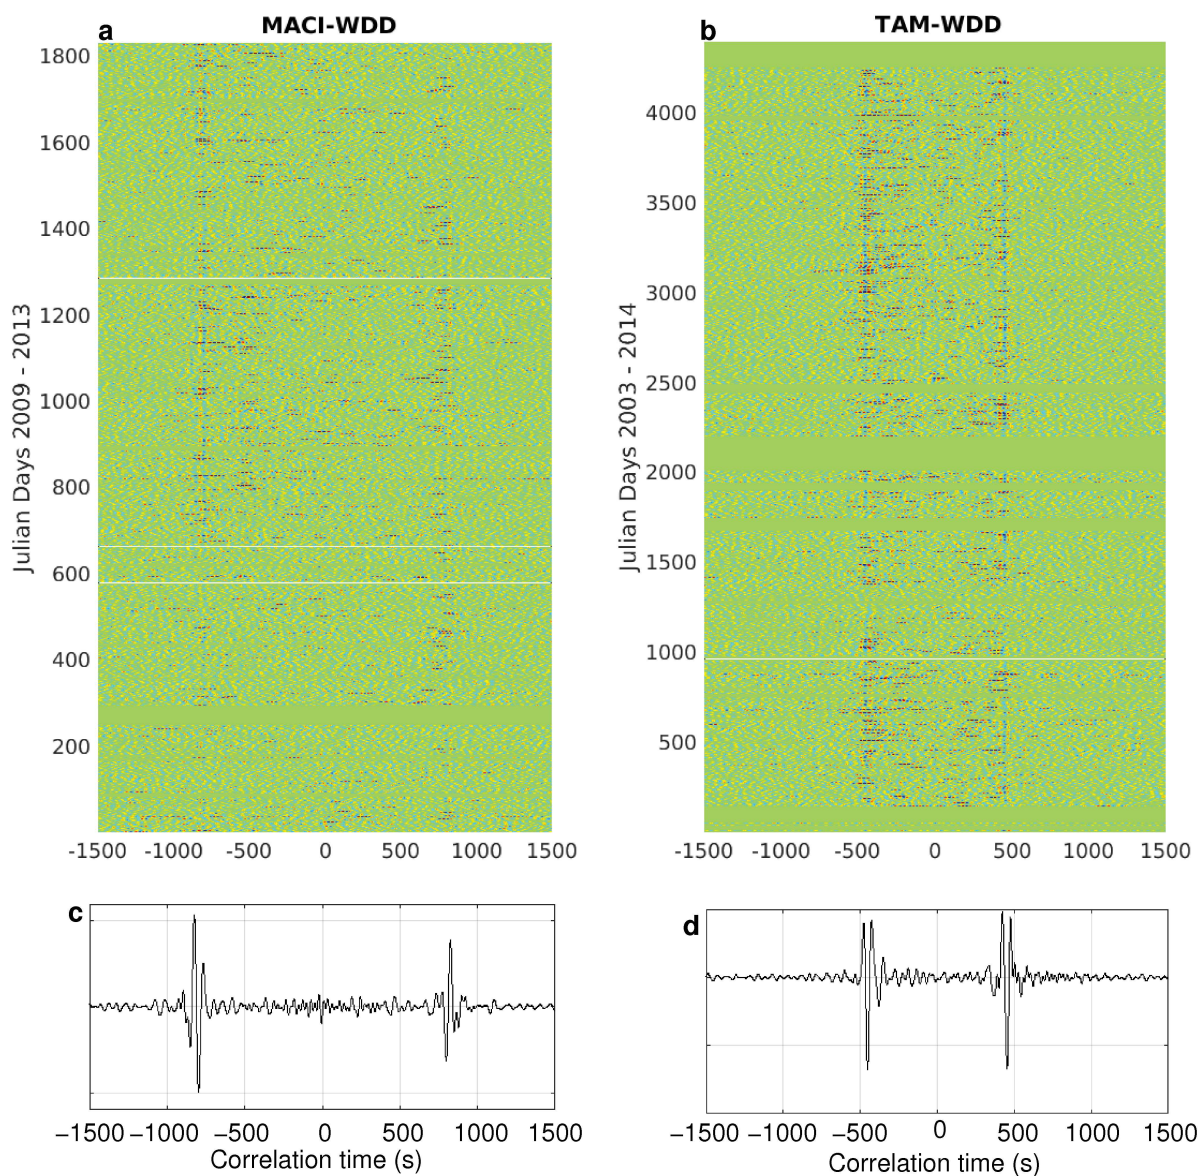 a
MACI-WDD
b
TAM-WDD
Julian Days 2009 - 2013
1800
1600
1400
1200
1000
800
600
400
200
-1500 -1000 -500 0 500 1000 1500
Julian Days 2003 - 2014
4000
3500
3000
2500
2000
1500
1000
500
-1500 -1000 -500 0 500 1000 1500
c
−1500 −1000 −500 0 500 1000 1500
Correlation time (s)
d
−1500 −1000 −500 0 500 1000 1500
Correlation time (s)